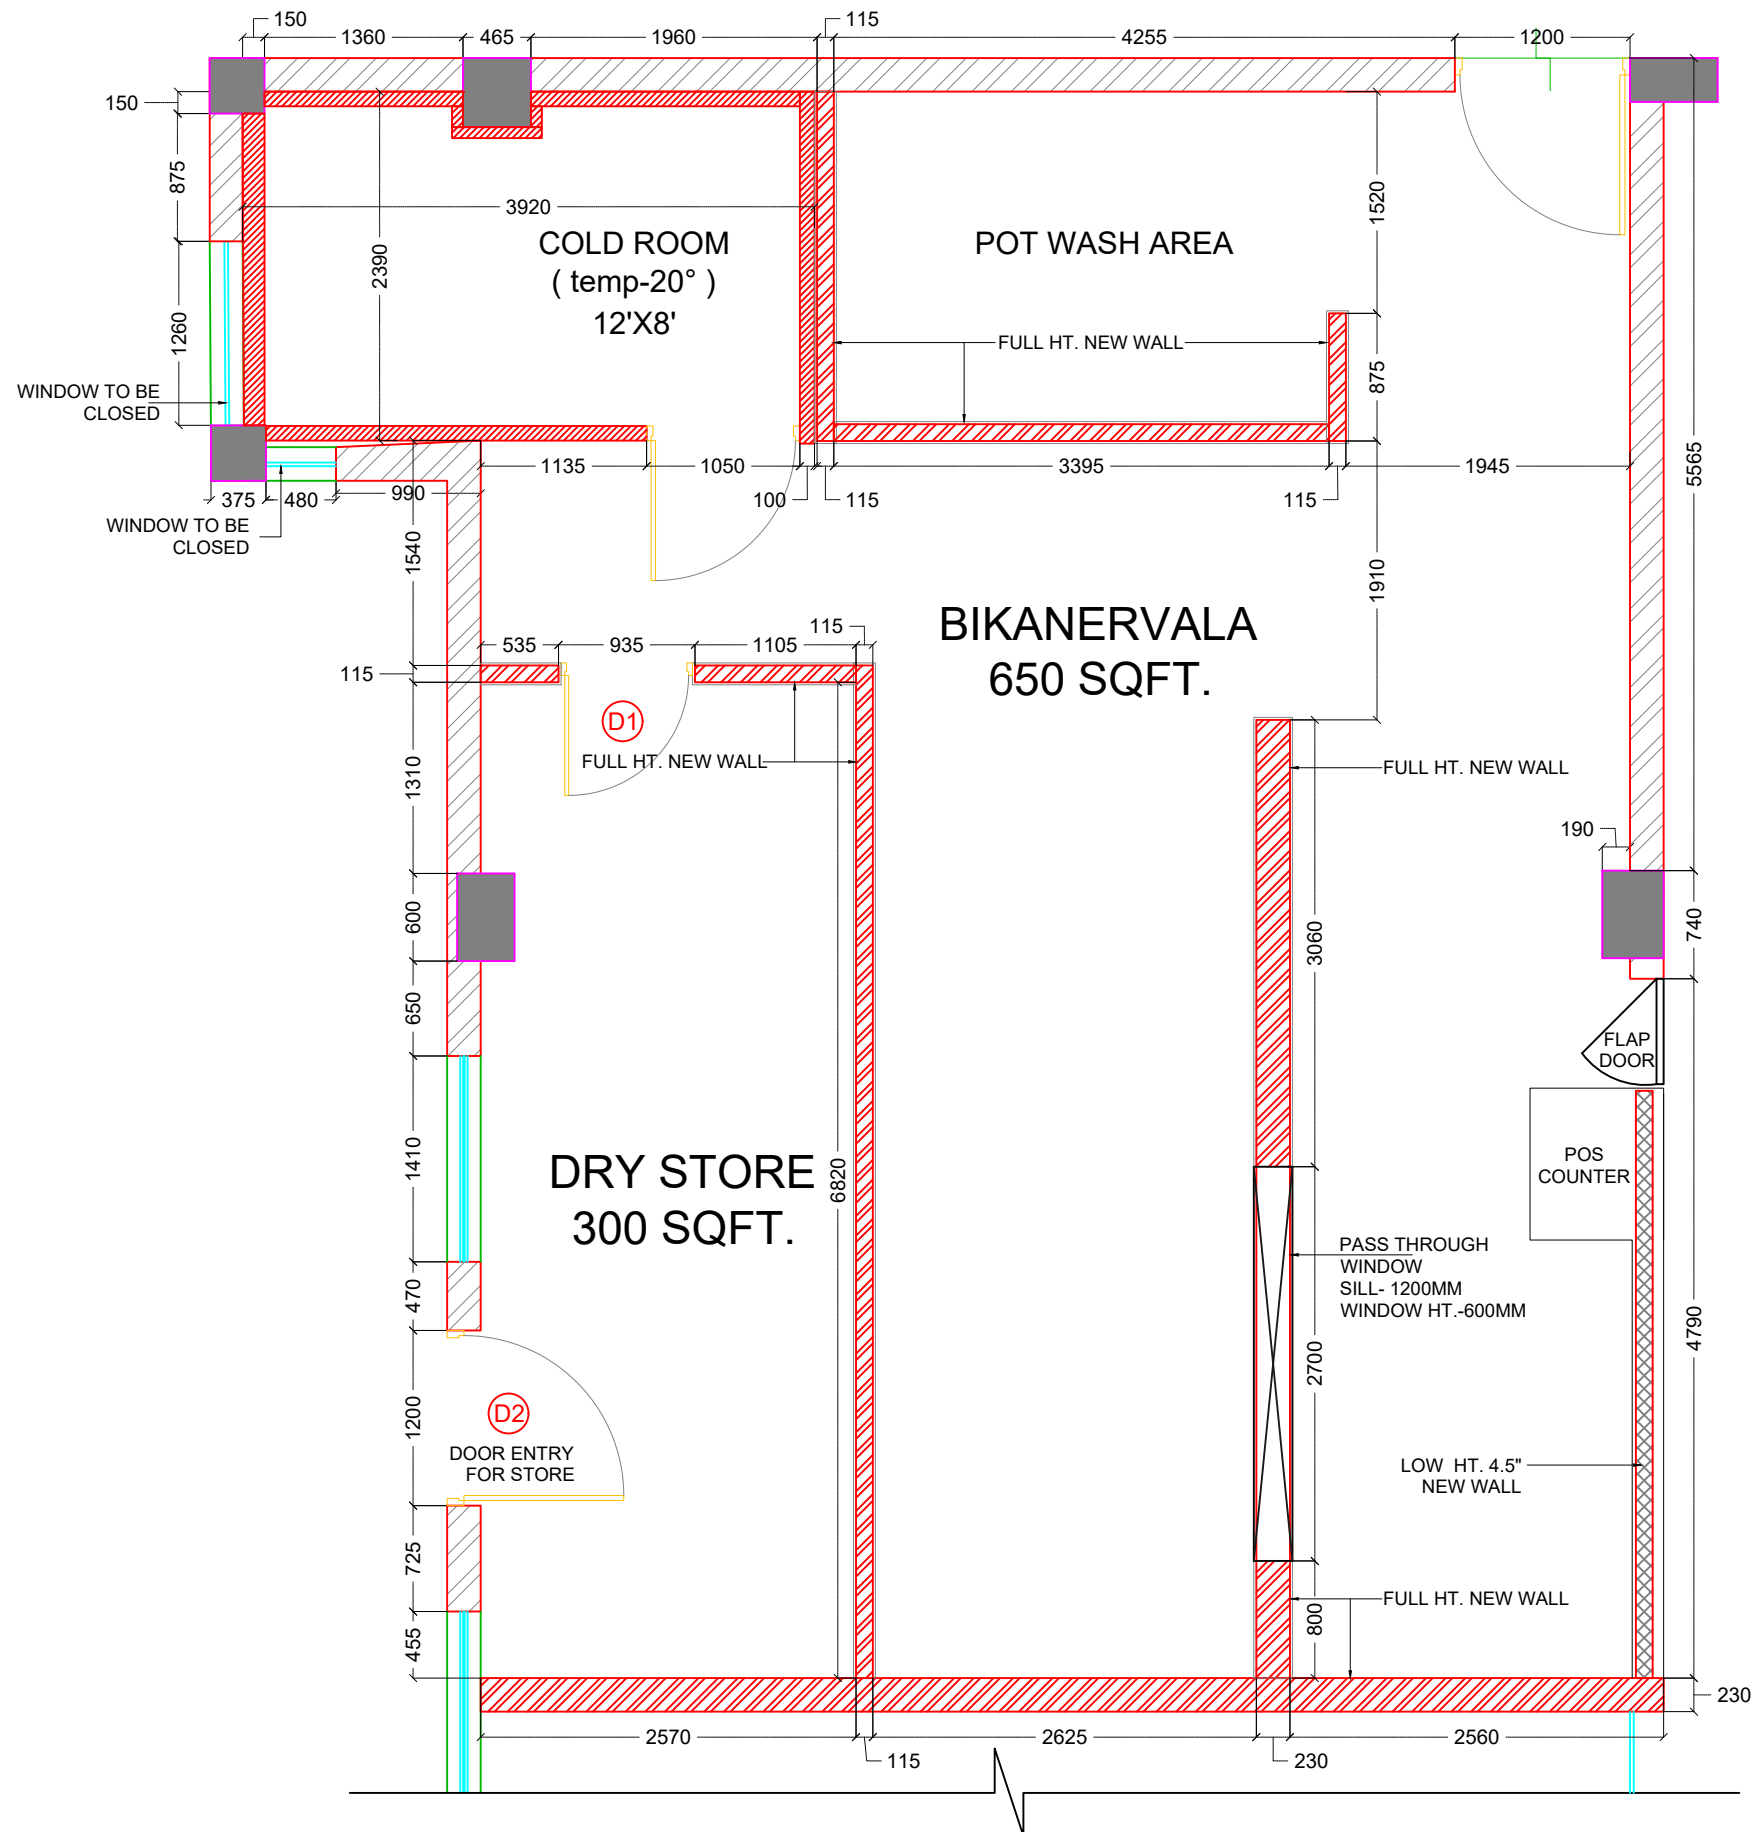 150
1360
465
1960
115
4255
1200
150
875
1260
2390
3920
COLD ROOM
( temp-20° )
12'X8'
POT WASH AREA
1520
FULL HT. NEW WALL
875
WINDOW TO BE
CLOSED
1135
1050
100
115
3395
115
1945
5565
375
480
990
WINDOW TO BE
CLOSED
1540
1910
BIKANERVALA
650 SQFT.
535
935
1105
115
115
D1
FULL HT. NEW WALL
FULL HT. NEW WALL
1310
190
600
3060
740
650
FLAP
DOOR
1410
DRY STORE
300 SQFT.
6820
POS
COUNTER
PASS THROUGH
WINDOW
SILL- 1200MM
WINDOW HT.-600MM
470
2700
4790
1200
D2
DOOR ENTRY
FOR STORE
LOW HT. 4.5"
NEW WALL
725
FULL HT. NEW WALL
800
455
230
2570
115
2625
230
2560